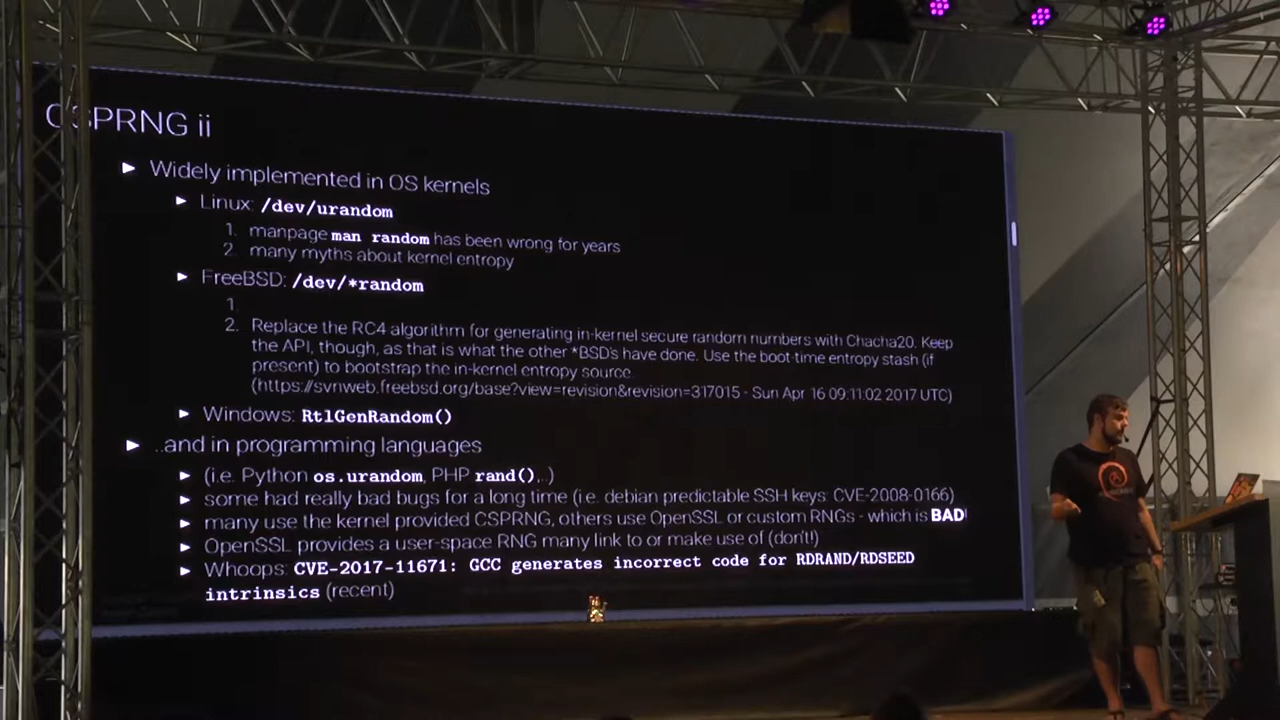 CSPRNG ii
► Widely implemented in OS kernels
► Linux: /dev/urandom
1. manpage man random has been wrong for years
2. many myths about kernel entropy
► FreeBSD: /dev/*random
1.
2. Replace the RC4 algorithm for generating in-kernel secure random numbers with Chacha20. Keep
the API, though, as that is what the other *BSD's have done. Use the boot-time entropy stash (if
present) to bootstrap the in-kernel entropy source.
(https://svnweb.freebsd.org/base?view=revision&revision=317015 - Sun Apr 16 09:11:02 2017 UTC)
► Windows: RtlGenRandom()
► ..and in programming languages
► (i.e. Python os.urandom, PHP rand(),..)
► some had really bad bugs for a long time (i.e. debian predictable SSH keys: CVE-2008-0166)
► many use the kernel provided CSPRNG, others use OpenSSL or custom RNGs - which is BAD!
► OpenSSL provides a user-space RNG many link to or make use of (don't!)
► Whoops: CVE-2017-11671: GCC generates incorrect code for RDRAND/RDSEED
intrinsics (recent)